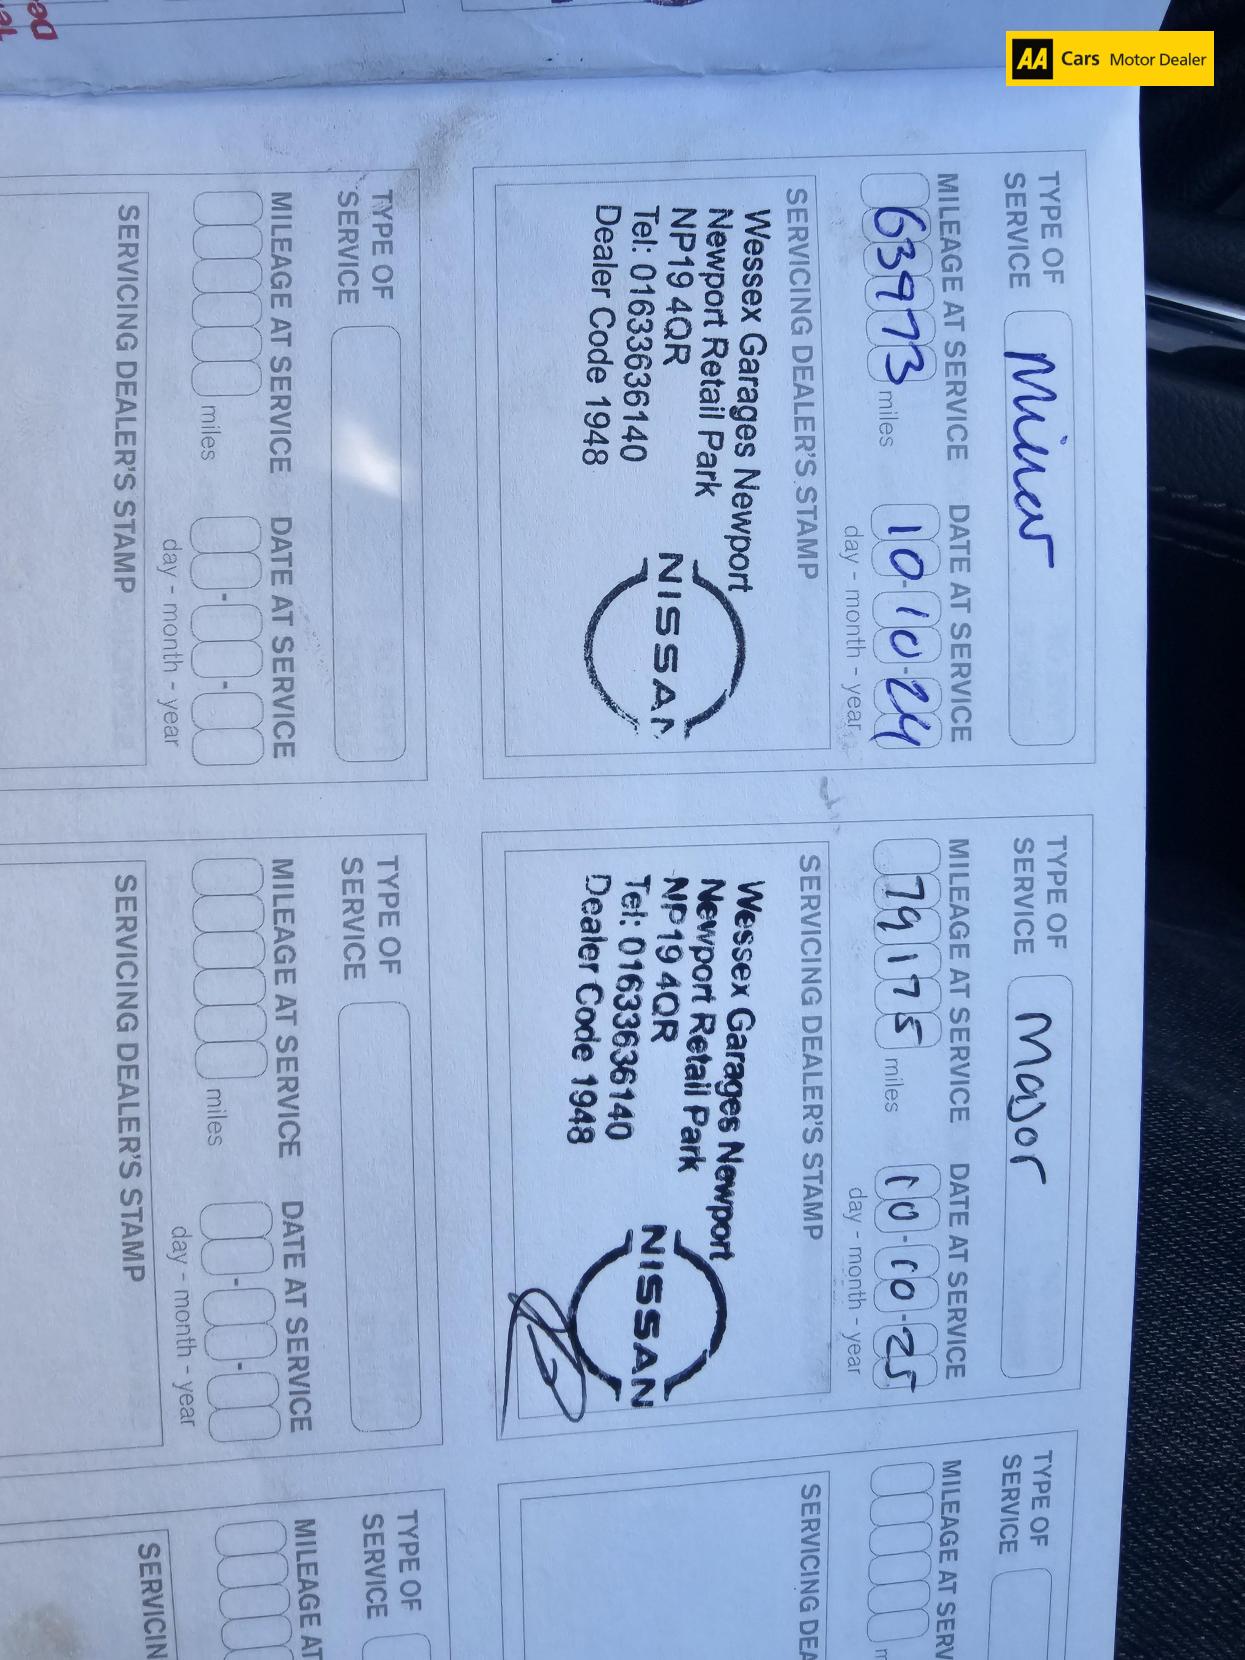 AA Cars Motor Dealer
TYPE OF
SERVICE
Minor
MILEAGE AT SERVICE
DATE AT SERVICE
63973 miles
10-10-24
day - month - year
SERVICING DEALER'S STAMP
Wessex Garages Newport
Newport Retail Park
NP19 4QR
Tel: 01633636140
Dealer Code 1948
NISSAN
TYPE OF
SERVICE
Major
MILEAGE AT SERVICE
DATE AT SERVICE
79175 miles
10-10-25
day - month - year
SERVICING DEALER'S STAMP
Wessex Garages Newport
Newport Retail Park
NP19 4QR
Tel: 01633636140
Dealer Code 1948
NISSAN
TYPE OF
SERVICE
MILEAGE AT SERV
SERVICING DEA
TYPE OF
SERVICE
MILEAGE AT SERVICE
DATE AT SERVICE
miles
day - month - year
SERVICING DEALER'S STAMP
TYPE OF
SERVICE
MILEAGE AT SERVICE
DATE AT SERVICE
miles
day - month - year
SERVICING DEALER'S STAMP
TYPE OF
SERVICE
MILEAGE AT
SERVICIN